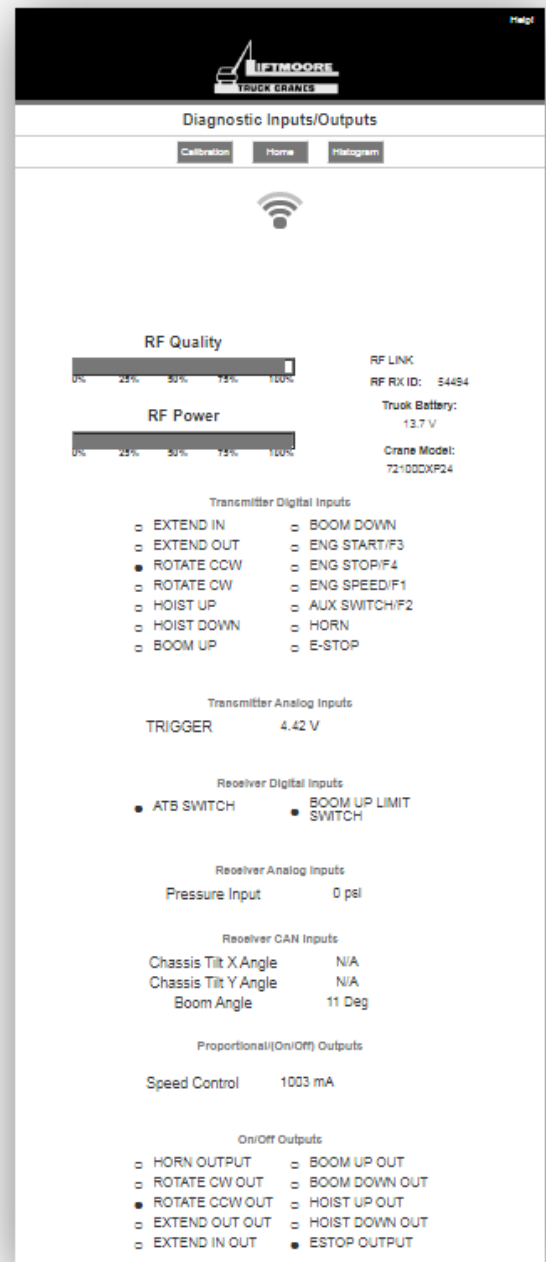 Help!
LIFTMOORE
TRUCK CRANES
Diagnostic Inputs/Outputs
Calibration Home Histogram
RF Quality
0% 25% 50% 75% 100%
RF LINK
RF RX ID: 54494
Truck Battery:
13.7 V
RF Power
0% 25% 50% 75% 100%
Crane Model:
72100DXP24
Transmitter Digital Inputs
EXTEND IN BOOM DOWN
EXTEND OUT ENG START/F3
ROTATE CCW ENG STOP/F4
ROTATE CW ENG SPEED/F1
HOIST UP AUX SWITCH/F2
HOIST DOWN HORN
BOOM UP E-STOP
Transmitter Analog Inputs
TRIGGER 4.42 V
Receiver Digital Inputs
ATB SWITCH BOOM UP LIMIT
SWITCH
Receiver Analog Inputs
Pressure Input 0 psi
Receiver CAN Inputs
Chassis Tilt X Angle N/A
Chassis Tilt Y Angle N/A
Boom Angle 11 Deg
Proportional/(On/Off) Outputs
Speed Control 1003 mA
On/Off Outputs
HORN OUTPUT BOOM UP OUT
ROTATE CW OUT BOOM DOWN OUT
ROTATE CCW OUT HOIST UP OUT
EXTEND OUT OUT HOIST DOWN OUT
EXTEND IN OUT ESTOP OUTPUT